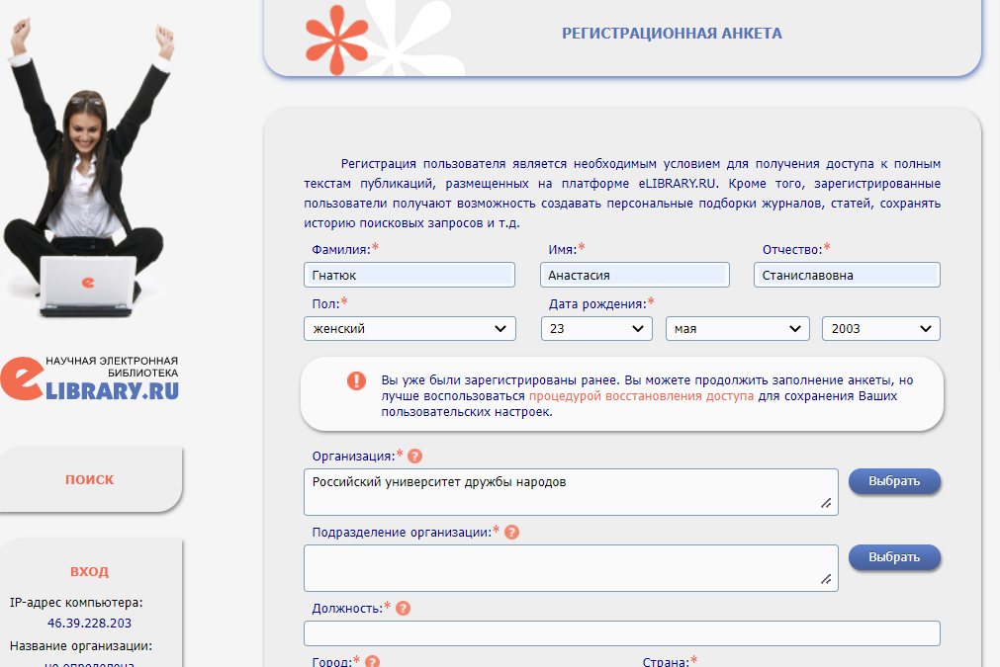 РЕГИСТРАЦИОННАЯ АНКЕТА
Регистрация пользователя является необходимым условием для получения доступа к полным
текстам публикаций, размещенных на платформе eLIBRARY.RU. Кроме того, зарегистрированные
пользователи получают возможность создавать персональные подборки журналов, статей, сохранять
историю поисковых запросов и т.д.
Фамилия:* Имя:* Отчество:*
Гнатюк Анастасия Станиславовна
Пол:* Дата рождения:*
женский 23 мая 2003
Вы уже были зарегистрированы ранее. Вы можете продолжить заполнение анкеты, но
лучше воспользоваться процедурой восстановления доступа для сохранения Ваших
пользовательских настроек.
Организация:* ?
Российский университет дружбы народов
Выбрать
Подразделение организации:* ?
Выбрать
Должность:* ?
Город:* ? Страна:*
e
НАУЧНАЯ ЭЛЕКТРОННАЯ
БИБЛИОТЕКА
eLIBRARY.RU
ПОИСК
ВХОД
IP-адрес компьютера:
46.39.228.203
Название организации:
не определена